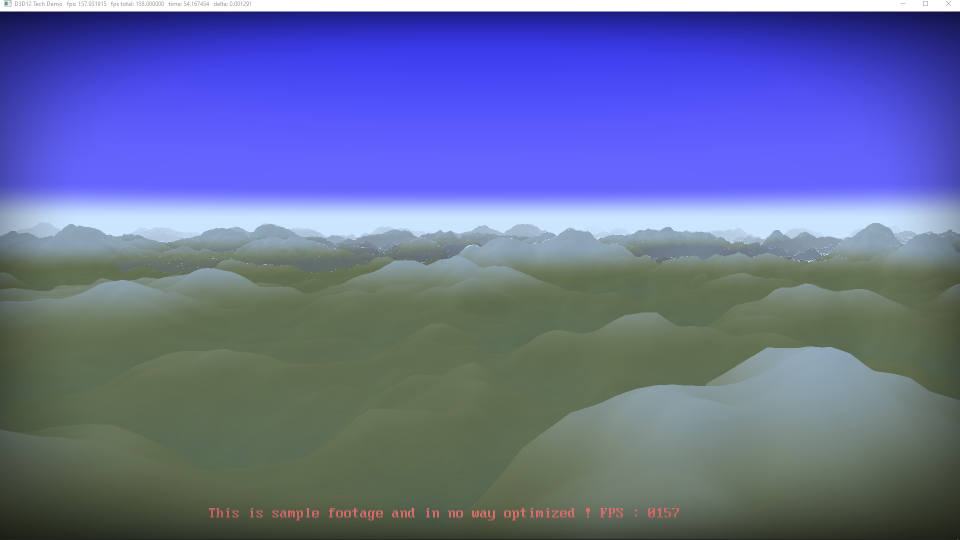 D3D12 Tech Demo fps: 157.931915 fps total: 158.000000 time: 54.167454 delta: 0.001291
This is sample footage and in no way optimized ! FPS : 0157